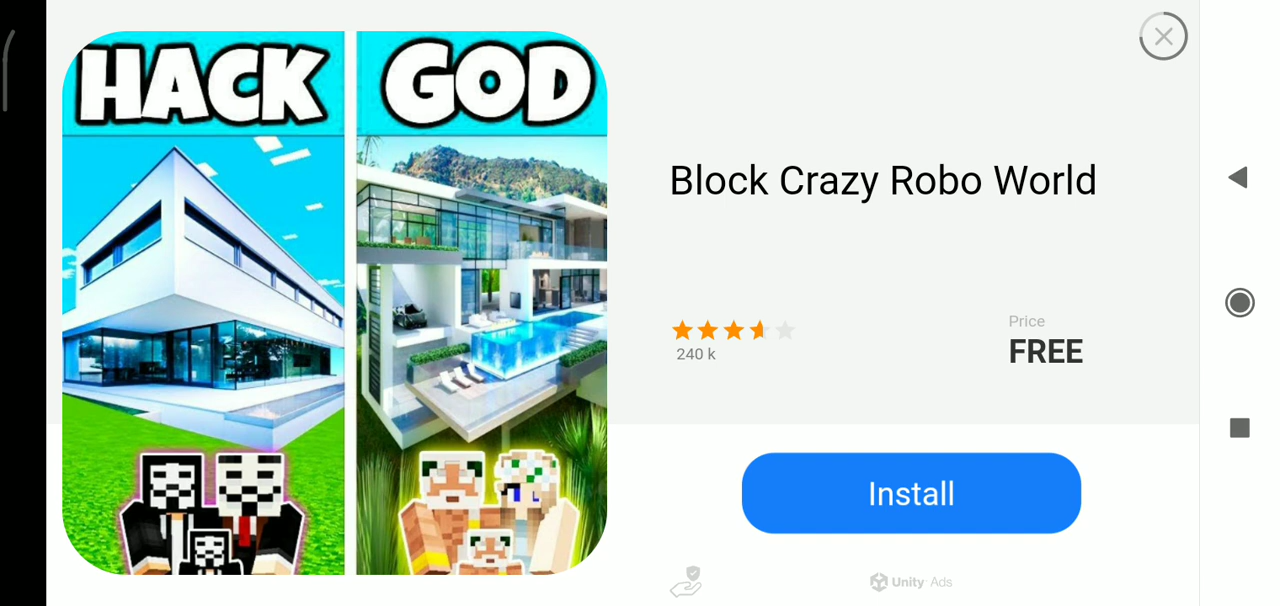 HACK
GOD
Block Crazy Robo World
240 k
Price
FREE
Install
Unity Ads